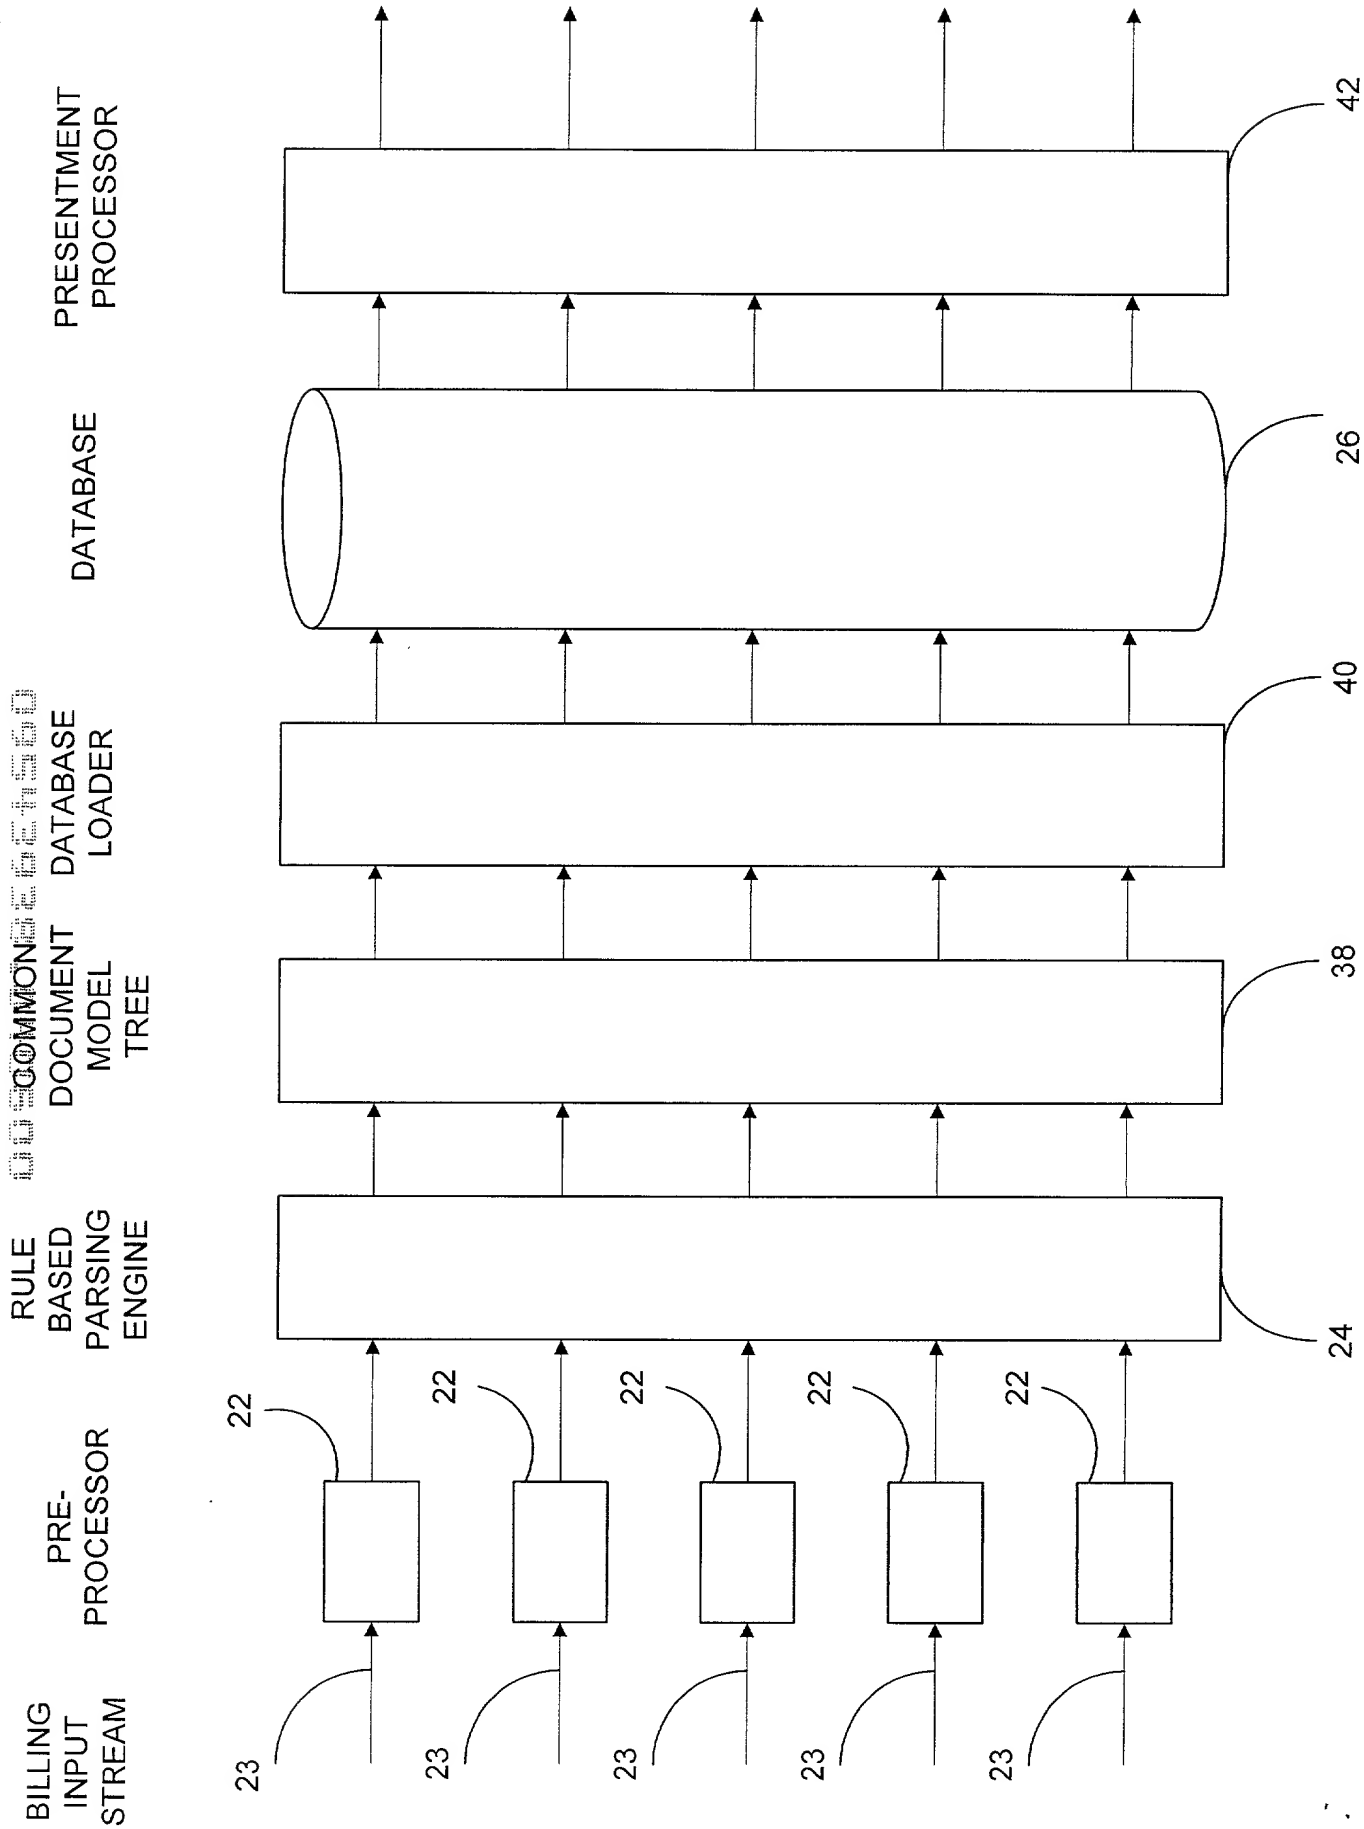 BILLING
INPUT
STREAM
PRE-
PROCESSOR
RULE
BASED
PARSING
ENGINE
COMMON
DOCUMENT
MODEL
TREE
DATABASE
LOADER
DATABASE
PRESENTMENT
PROCESSOR
23
22
23
22
23
22
23
22
23
22
24
38
40
26
42